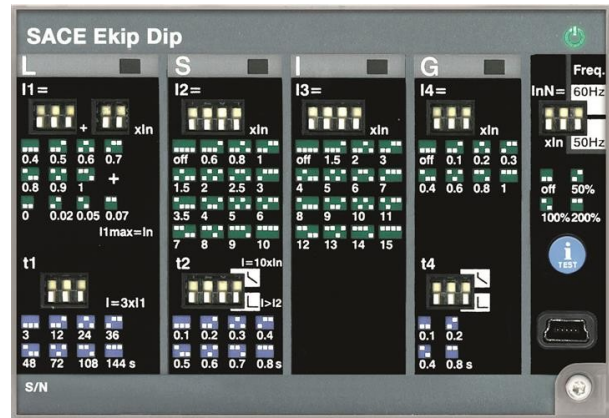 SACE Ekip Dip
L
S
I
G
Freq.
I1=
I2=
I3=
I4=
InN=
60Hz
+
xIn
xIn
xIn
xIn
xIn
50Hz
0.4 0.5 0.6 0.7
0.8 0.9 1 +
0 0.02 0.05 0.07
I1max=In
off 0.6 0.8 1
1.5 2 2.5 3
3.5 4 5 6
7 8 9 10
off 1.5 2 3
4 5 6 7
8 9 10 11
12 13 14 15
off 0.1 0.2 0.3
0.4 0.6 0.8 1
off 50%
100% 200%
i
TEST
t1
I=3xI1
3 12 24 36
48 72 108 144 s
t2
I=10xIn
I>I2
0.1 0.2 0.3 0.4
0.5 0.6 0.7 0.8 s
t4
0.1 0.2
0.4 0.8 s
S/N